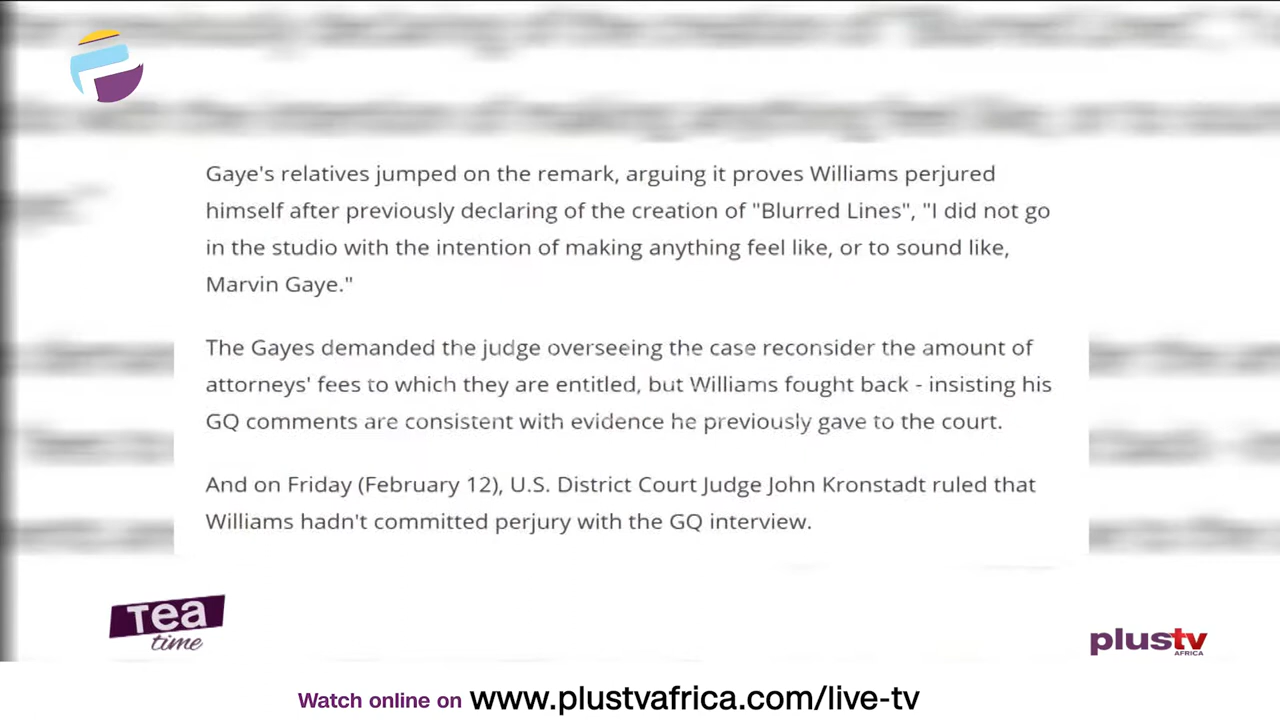 Gaye's relatives jumped on the remark, arguing it proves Williams perjured
himself after previously declaring of the creation of "Blurred Lines", "I did not go
in the studio with the intention of making anything feel like, or to sound like,
Marvin Gaye."
The Gayes demanded the judge overseeing the case reconsider the amount of
attorneys' fees to which they are entitled, but Williams fought back - insisting his
GQ comments are consistent with evidence he previously gave to the court.
And on Friday (February 12), U.S. District Court Judge John Kronstadt ruled that
Williams hadn't committed perjury with the GQ interview.
Tea
time
plustv
AFRICA
Watch online on www.plustvafrica.com/live-tv